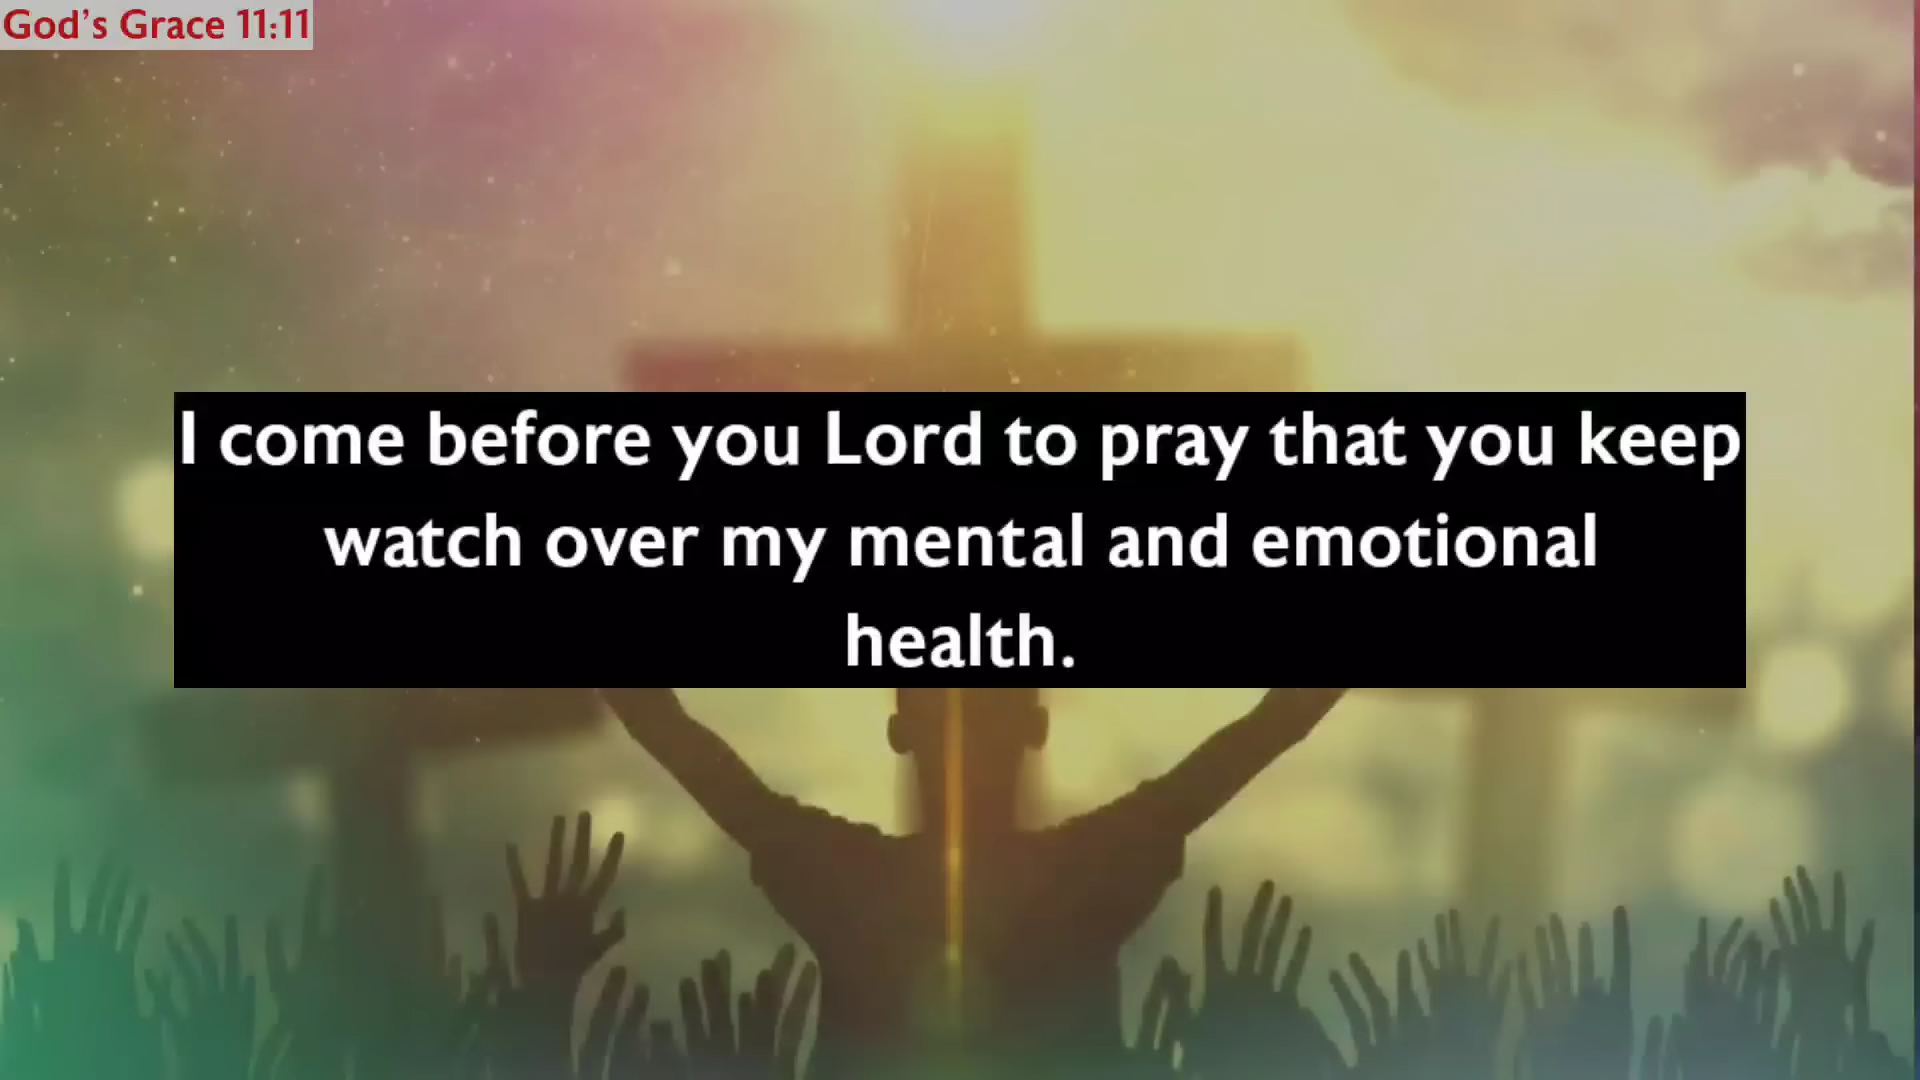 God's Grace 11:11
I come before you Lord to pray that you keep
watch over my mental and emotional
health.